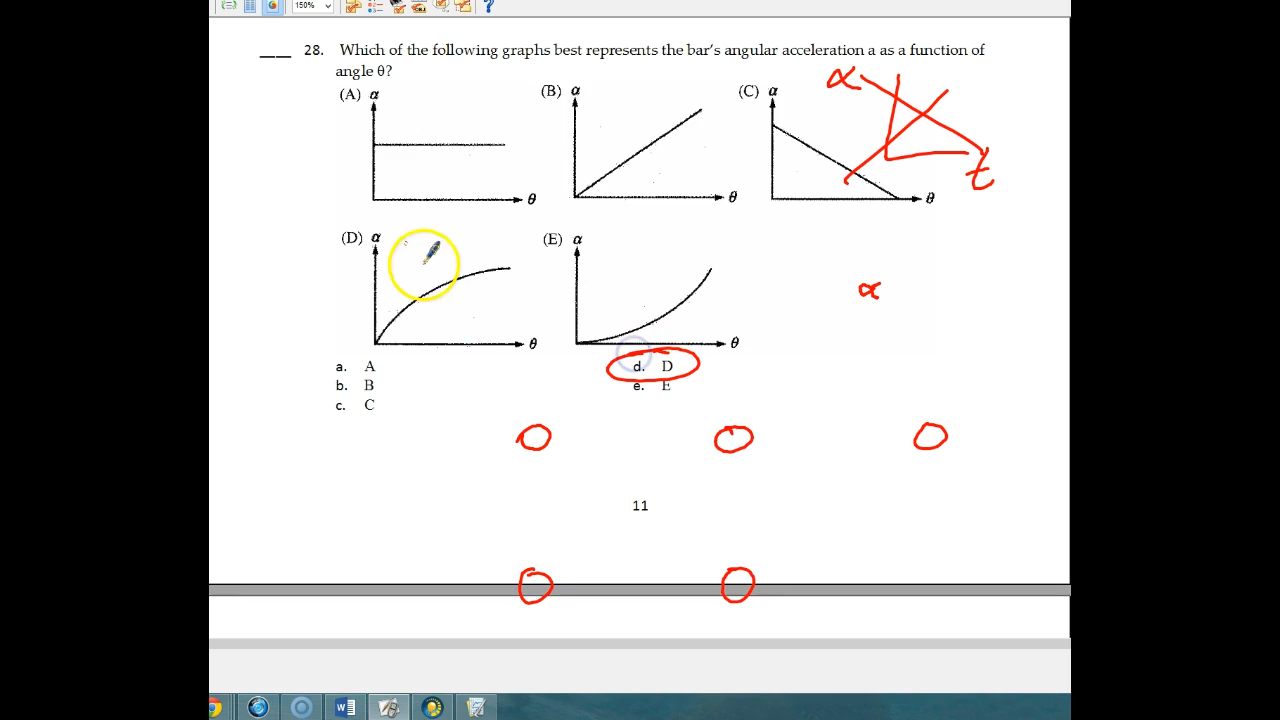 150%
___ 28. Which of the following graphs best represents the bar's angular acceleration a as a function of
angle θ?
(A) α
θ
(B) α
θ
(C) α
θ
α
t
(D) α
θ
(E) α
θ
α
a. A
b. B
c. C
d. D
e. E
11